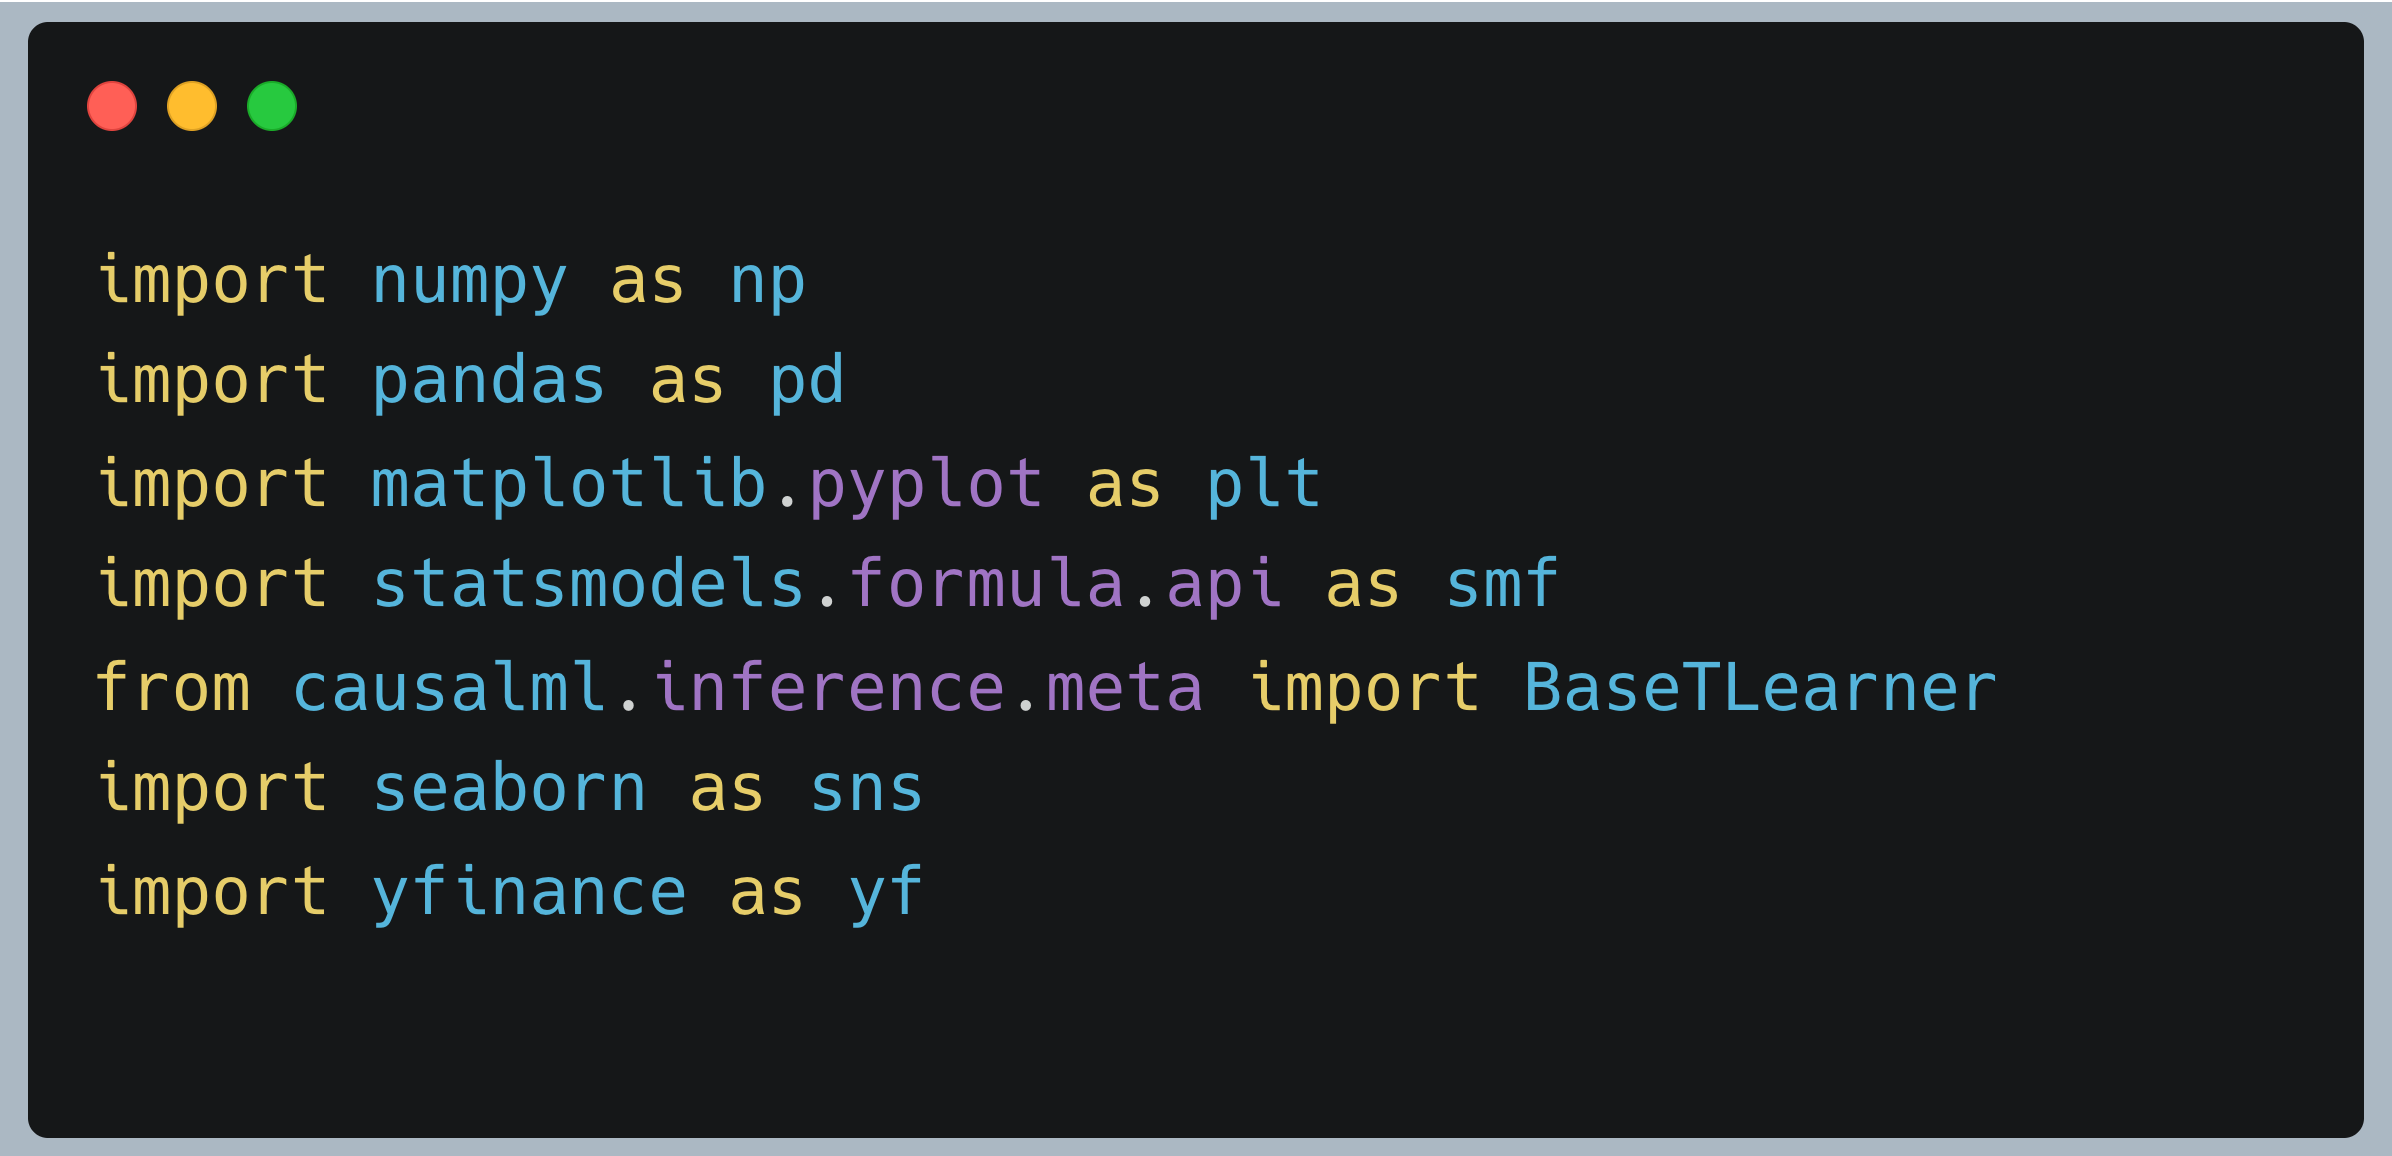 import numpy as np
import pandas as pd
import matplotlib.pyplot as plt
import statsmodels.formula.api as smf
from causalml.inference.meta import BaseTLearner
import seaborn as sns
import yfinance as yf